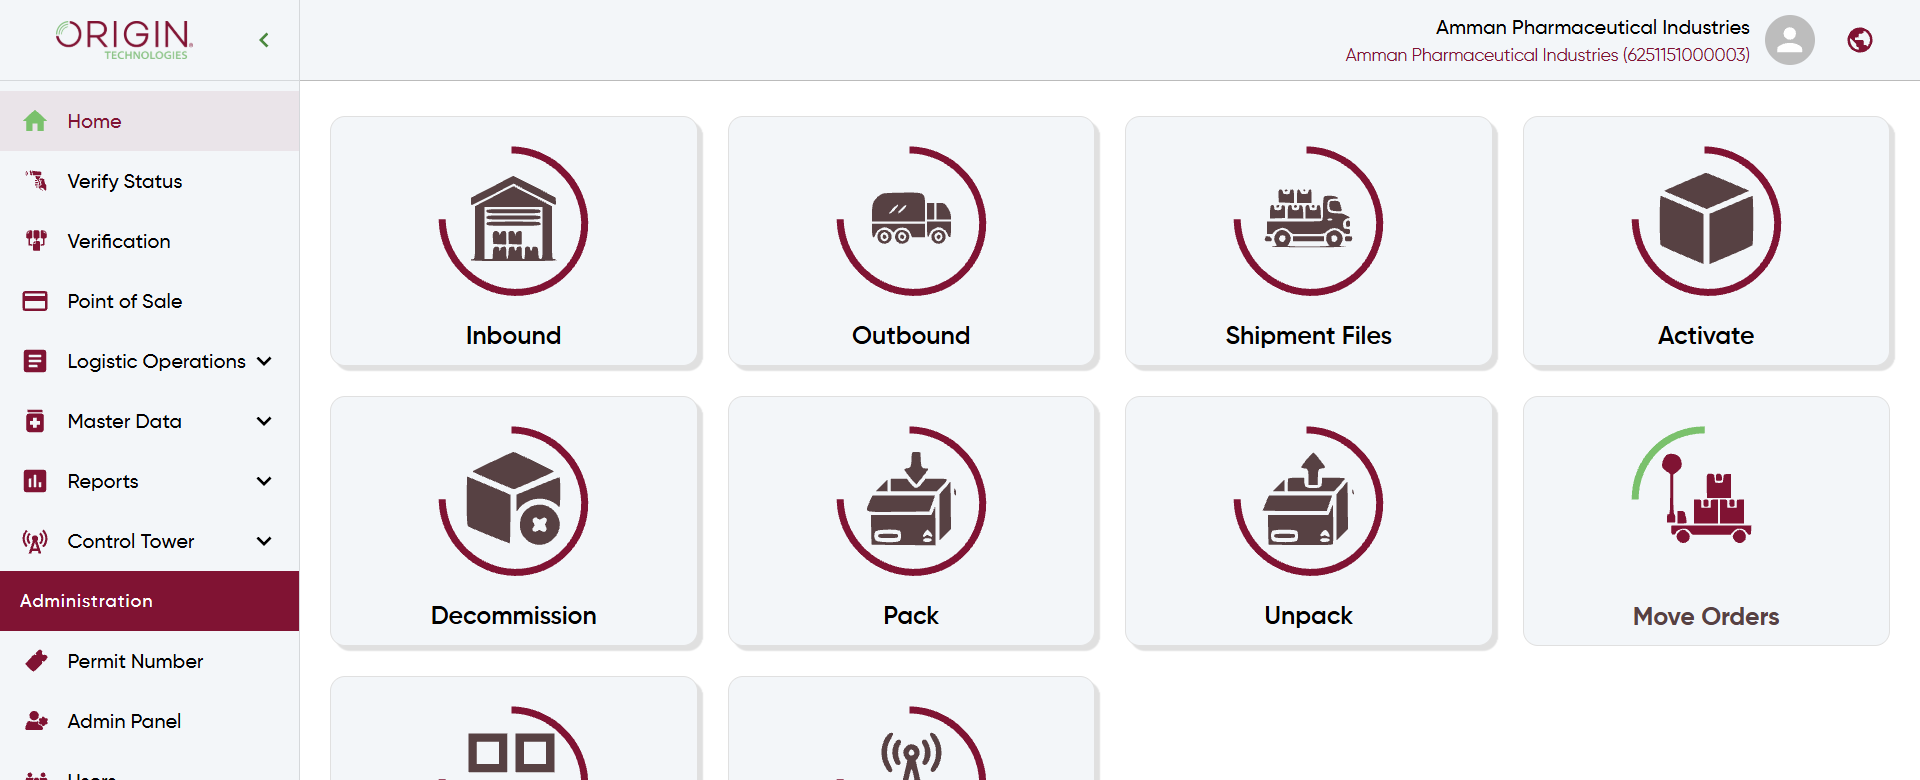 ORIGIN
TECHNOLOGIES
Amman Pharmaceutical Industries
Amman Pharmaceutical Industries (6251151000003)
Home
Verify Status
Verification
Point of Sale
Logistic Operations
Master Data
Reports
Control Tower
Administration
Permit Number
Admin Panel
Users
Inbound
Outbound
Shipment Files
Activate
Decommission
Pack
Unpack
Move Orders